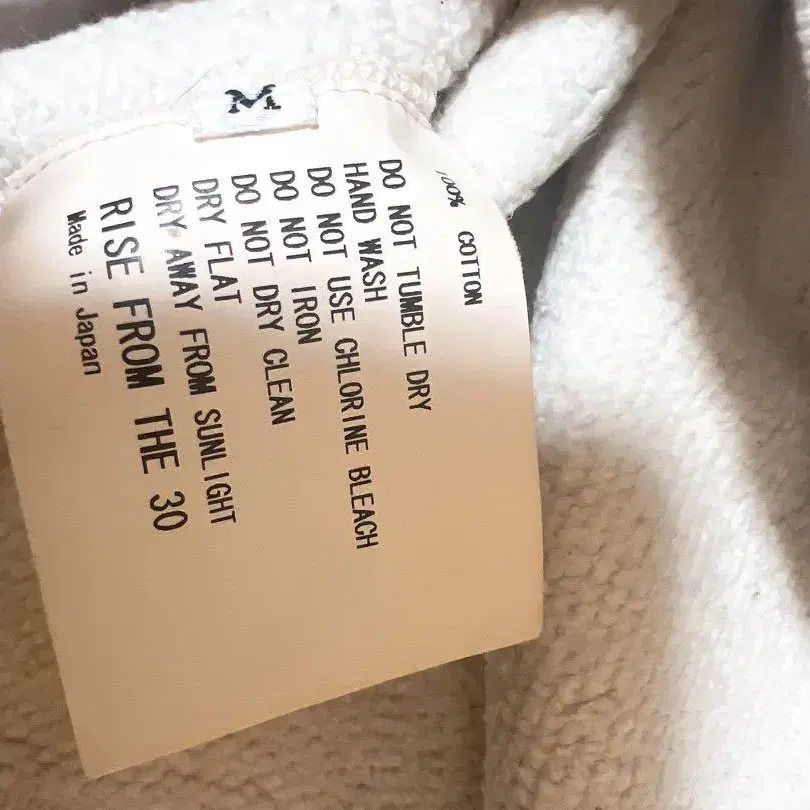 M
100% COTTON
DO NOT TUMBLE DRY
HAND WASH
DO NOT USE CHLORINE BLEACH
DO NOT IRON
DO NOT DRY CLEAN
DRY FLAT
DRY AWAY FROM SUNLIGHT
RISE FROM THE 30
Made in Japan